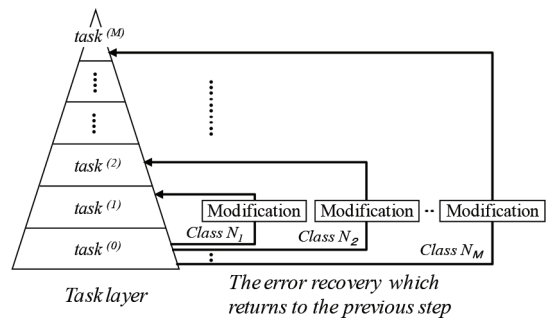 task (M)
task (2)
task (1)
task (0)
Modification
Modification
Modification
Class N1
Class N2
Class NM
Task layer
The error recovery which
returns to the previous step